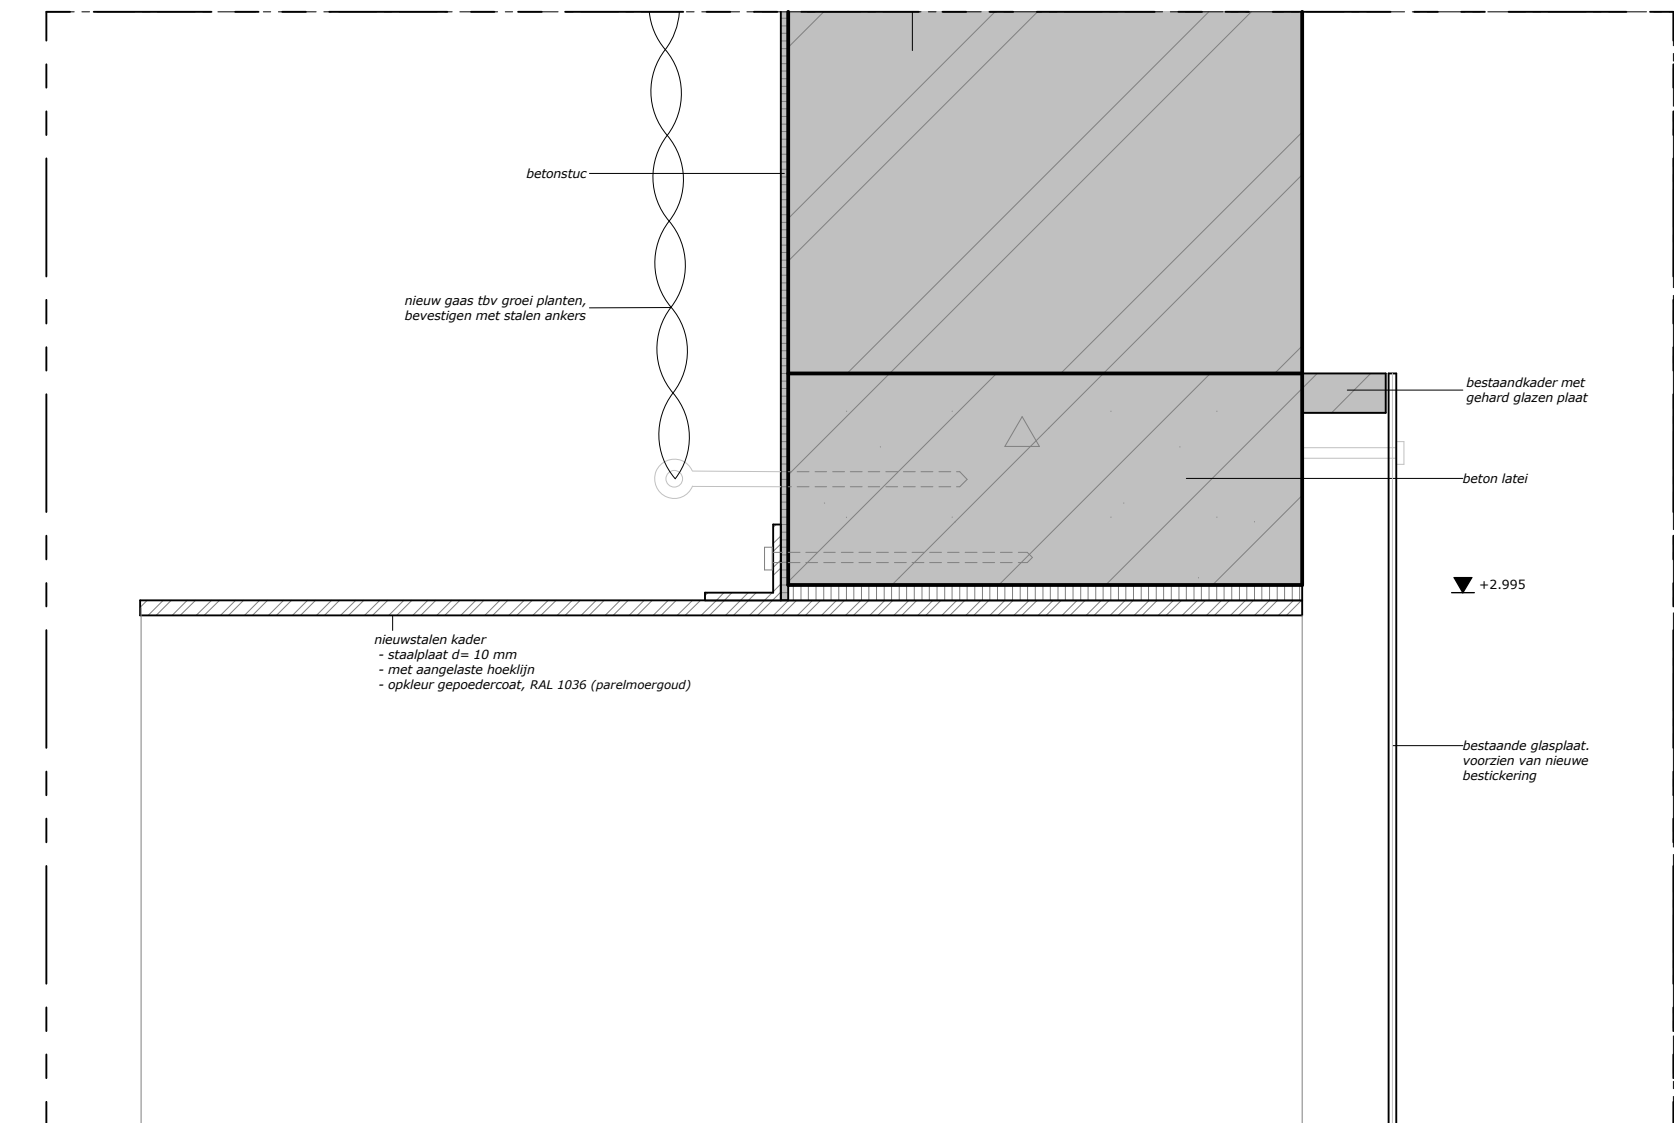 betonstuc
nieuw gaas tbv groei planten,
bevestigen met stalen ankers
bestaandkader met
gehard glazen plaat
beton latei
+2.995
nieuwstalen kader
- staalplaat d= 10 mm
- met aangelaste hoeklijn
- opkleur gepoedercoat, RAL 1036 (parelmoergoud)
bestaande glasplaat.
voorzien van nieuwe
bestickering